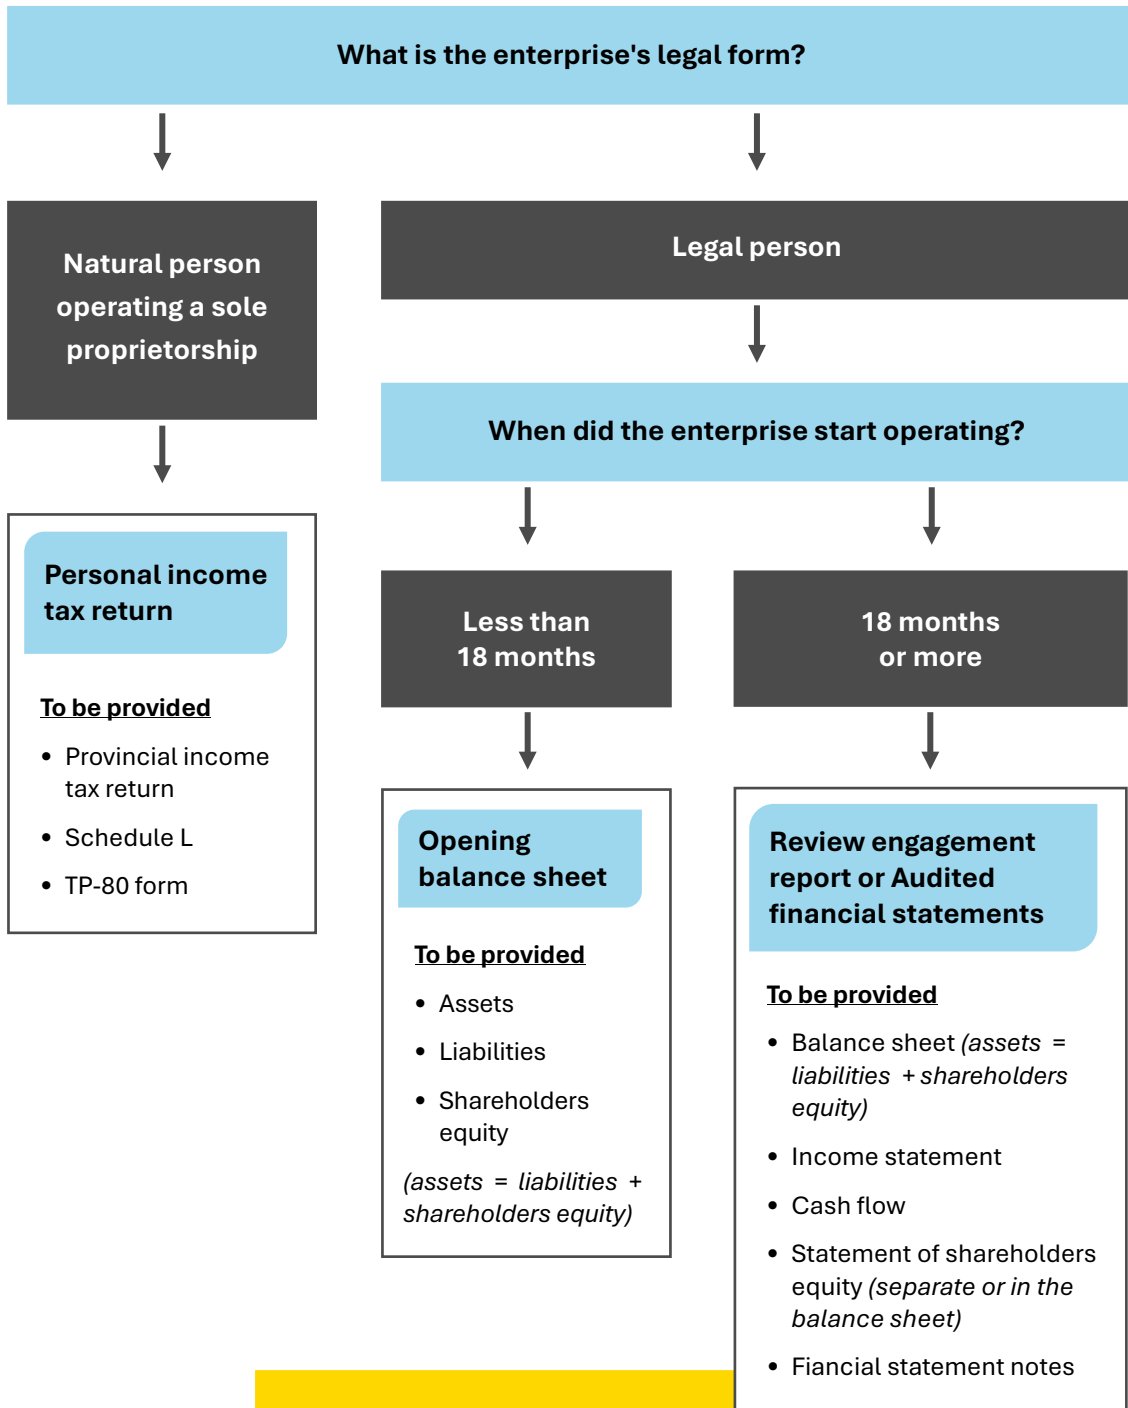 What is the enterprise's legal form?
Natural person
operating a sole
proprietorship
Personal income
tax return
To be provided
• Provincial income
tax return
• Schedule L
• TP-80 form
Legal person
When did the enterprise start operating?
Less than
18 months
Opening
balance sheet
To be provided
• Assets
• Liabilities
• Shareholders
equity
(assets = liabilities +
shareholders equity)
18 months
or more
Review engagement
report or Audited
financial statements
To be provided
• Balance sheet (assets =
liabilities + shareholders
equity)
• Income statement
• Cash flow
• Statement of shareholders
equity (separate or in the
balance sheet)
• Fiancial statement notes